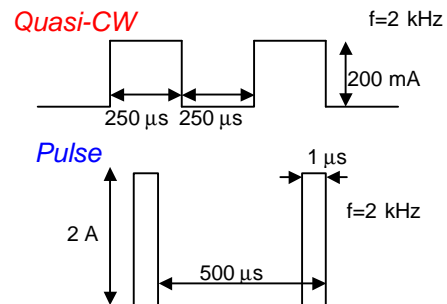 Quasi-CW
f=2 kHz
200 mA
250 μs 250 μs
Pulse
1 μs
2 A
f=2 kHz
500 μs